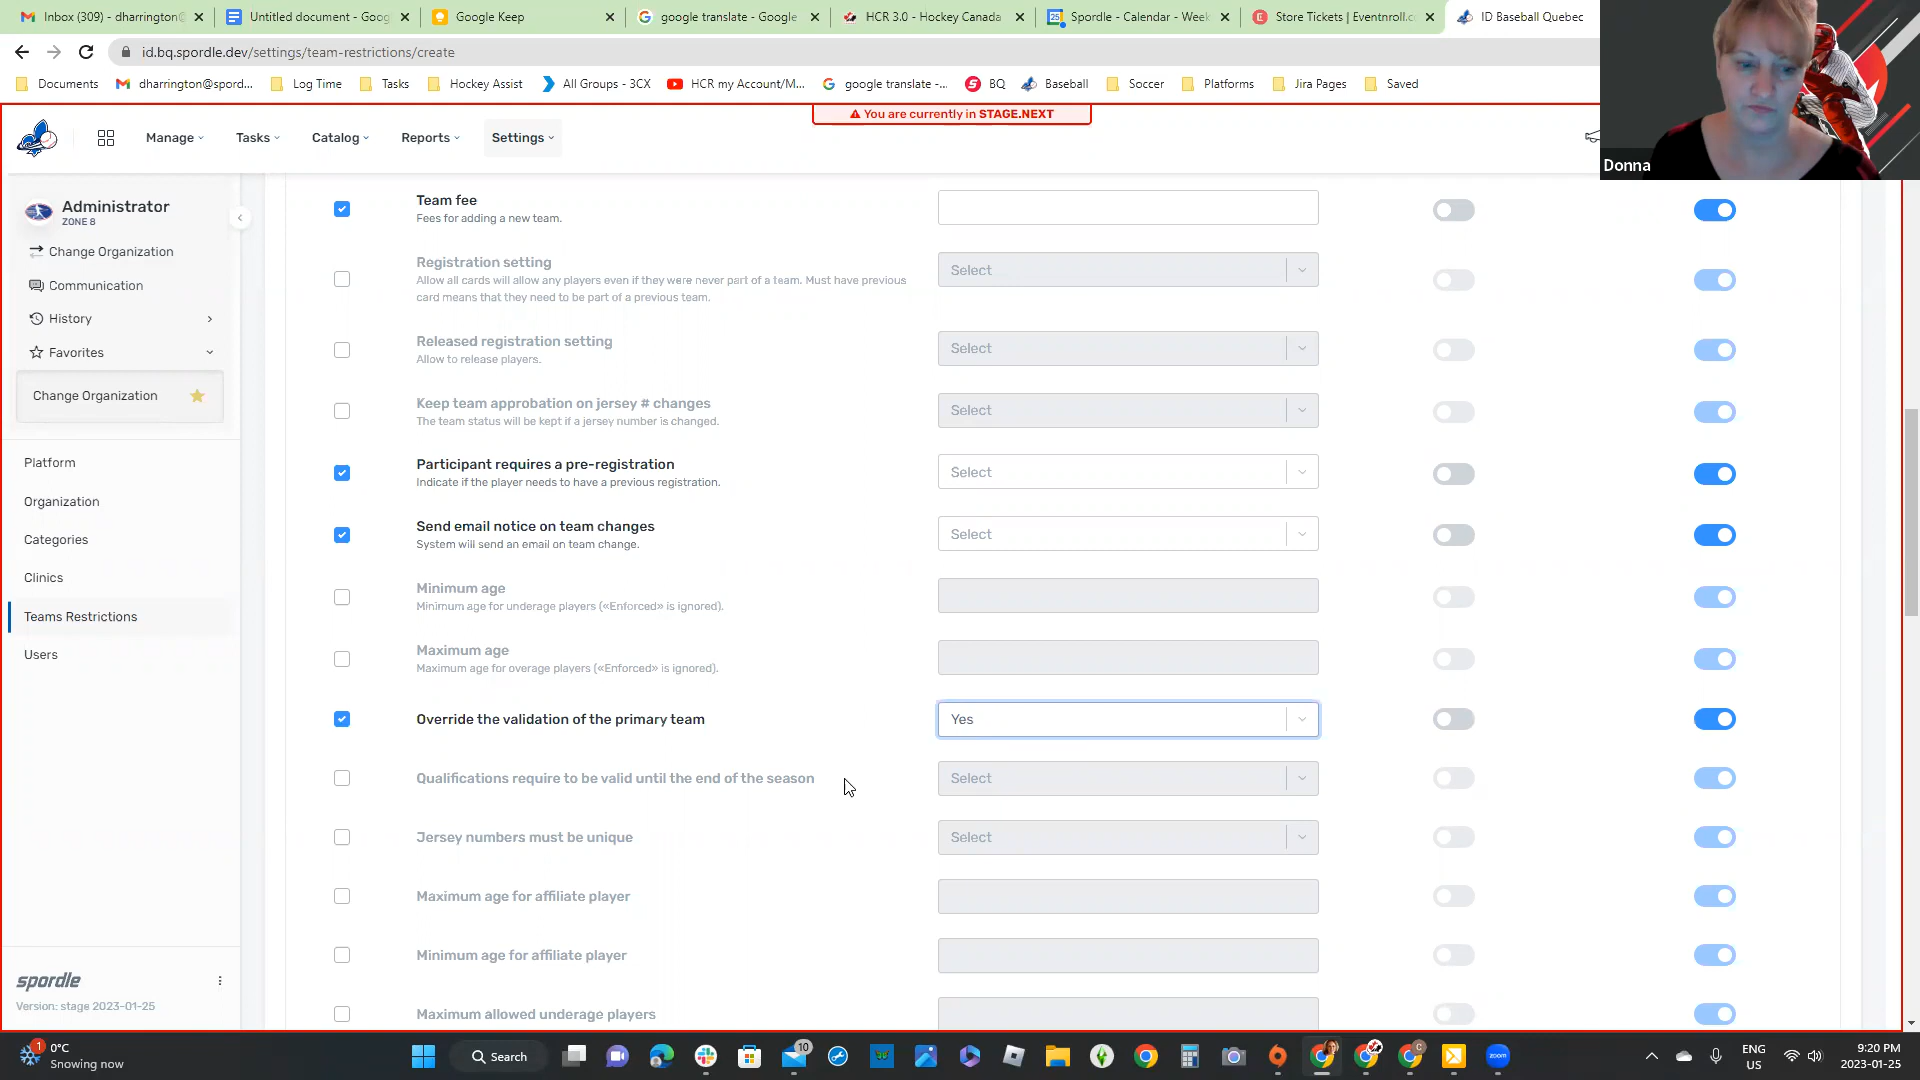 Inbox (309) - dharrington@
Untitled document - Goog
Google Keep
google translate - Google
HCR 3.0 - Hockey Canada
Spordle - Calendar - Week
Store Tickets | Eventnroll.c
ID Baseball Quebec
id.bq.spordle.dev/settings/team-restrictions/create
Documents
dharrington@spord...
Log Time
Tasks
Hockey Assist
All Groups - 3CX
HCR my Account/M...
google translate -...
BQ
Baseball
Soccer
Platforms
Jira Pages
Saved
You are currently in STAGE.NEXT
Manage
Tasks
Catalog
Reports
Settings
Donna
Administrator
ZONE 8
Change Organization
Communication
History
Favorites
Change Organization
Platform
Organization
Categories
Clinics
Teams Restrictions
Users
spordle
Version: stage 2023-01-25
Team fee
Fees for adding a new team.
Registration setting
Select
Allow all cards will allow any players even if they were never part of a team. Must have previous
card means that they need to be part of a previous team.
Released registration setting
Select
Allow to release players.
Keep team approbation on jersey # changes
Select
The team status will be kept if a jersey number is changed.
Participant requires a pre-registration
Select
Indicate if the player needs to have a previous registration.
Send email notice on team changes
Select
System will send an email on team change.
Minimum age
Minimum age for underage players («Enforced» is ignored).
Maximum age
Maximum age for overage players («Enforced» is ignored).
Override the validation of the primary team
Yes
Qualifications require to be valid until the end of the season
Select
Jersey numbers must be unique
Select
Maximum age for affiliate player
Minimum age for affiliate player
Maximum allowed underage players
1
0°C
Snowing now
Search
10
C
zoom
ENG
US
9:20 PM
2023-01-25